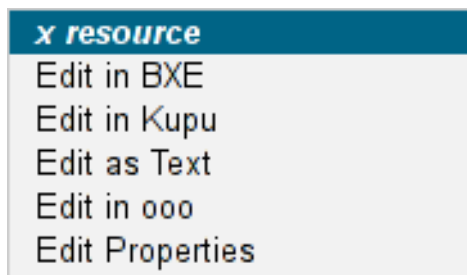 x resource
Edit in BXE
Edit in Kupu
Edit as Text
Edit in ooo
Edit Properties